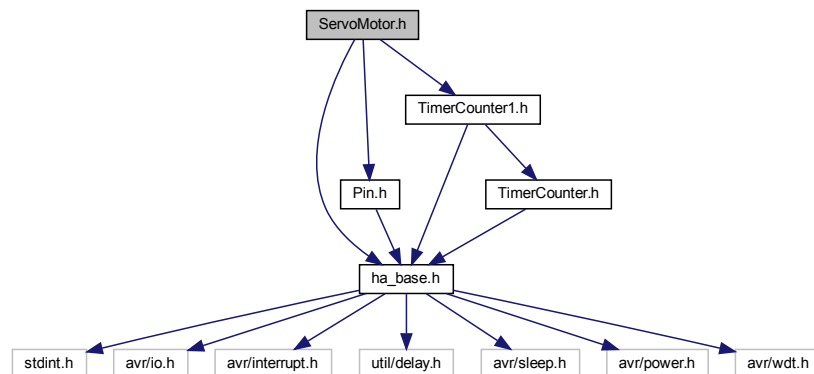 ServoMotor.h
TimerCounter1.h
Pin.h
TimerCounter.h
ha_base.h
stdint.h
avr/io.h
avr/interrupt.h
util/delay.h
avr/sleep.h
avr/power.h
avr/wdt.h